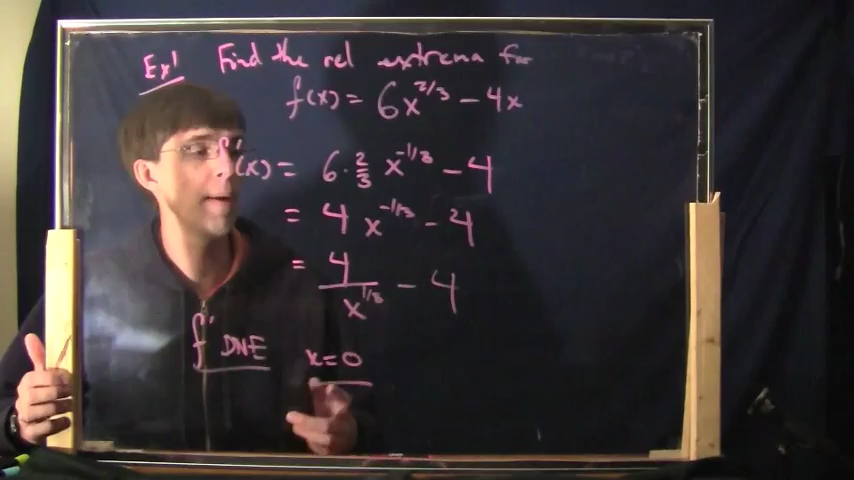 Ex! Find the rel extrema for
f(x) = 6x^{2/3} - 4x
f'(x) = 6 · 2/3 x^{-1/3} - 4
= 4 x^{-1/3} - 4
= 4/x^{1/3} - 4
f' DNE x = 0